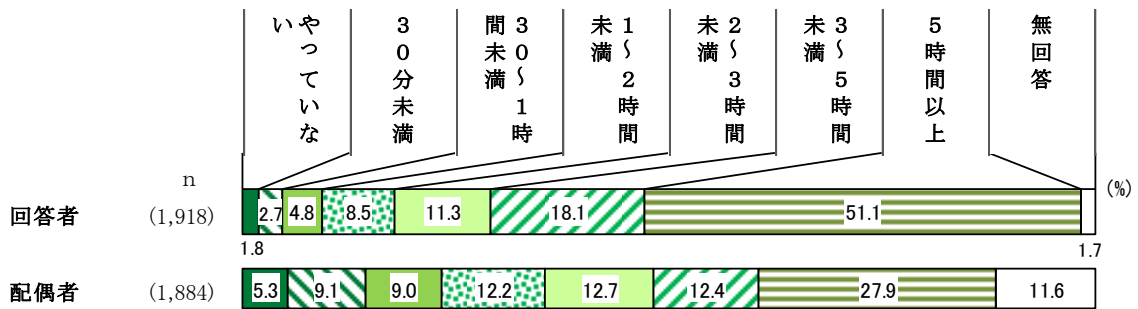 やっていな
い
３０分未満
３０～１時
間未満
１～２時間
未満
２～３時間
未満
３～５時間
未満
５時間以上
無回答
n
(%)
回答者
(1,918)
2.7
4.8
8.5
11.3
18.1
51.1
1.8
1.7
配偶者
(1,884)
5.3
9.1
9.0
12.2
12.7
12.4
27.9
11.6